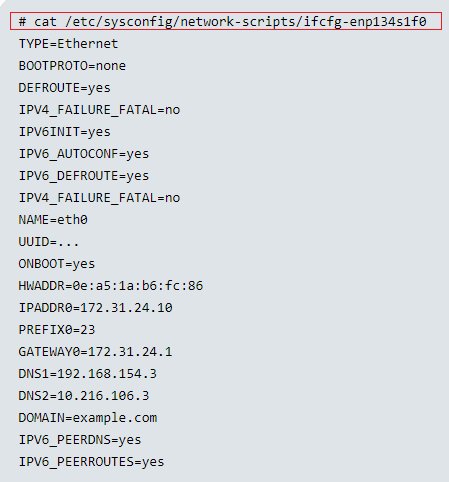 # cat /etc/sysconfig/network-scripts/ifcfg-enp134s1f0
TYPE=Ethernet
BOOTPROTO=none
DEFROUTE=yes
IPV4_FAILURE_FATAL=no
IPV6INIT=yes
IPV6_AUTOCONF=yes
IPV6_DEFROUTE=yes
IPV4_FAILURE_FATAL=no
NAME=eth0
UUID=...
ONBOOT=yes
HWADDR=0e:a5:1a:b6:fc:86
IPADDR0=172.31.24.10
PREFIX0=23
GATEWAY0=172.31.24.1
DNS1=192.168.154.3
DNS2=10.216.106.3
DOMAIN=example.com
IPV6_PEERDNS=yes
IPV6_PEERROUTES=yes